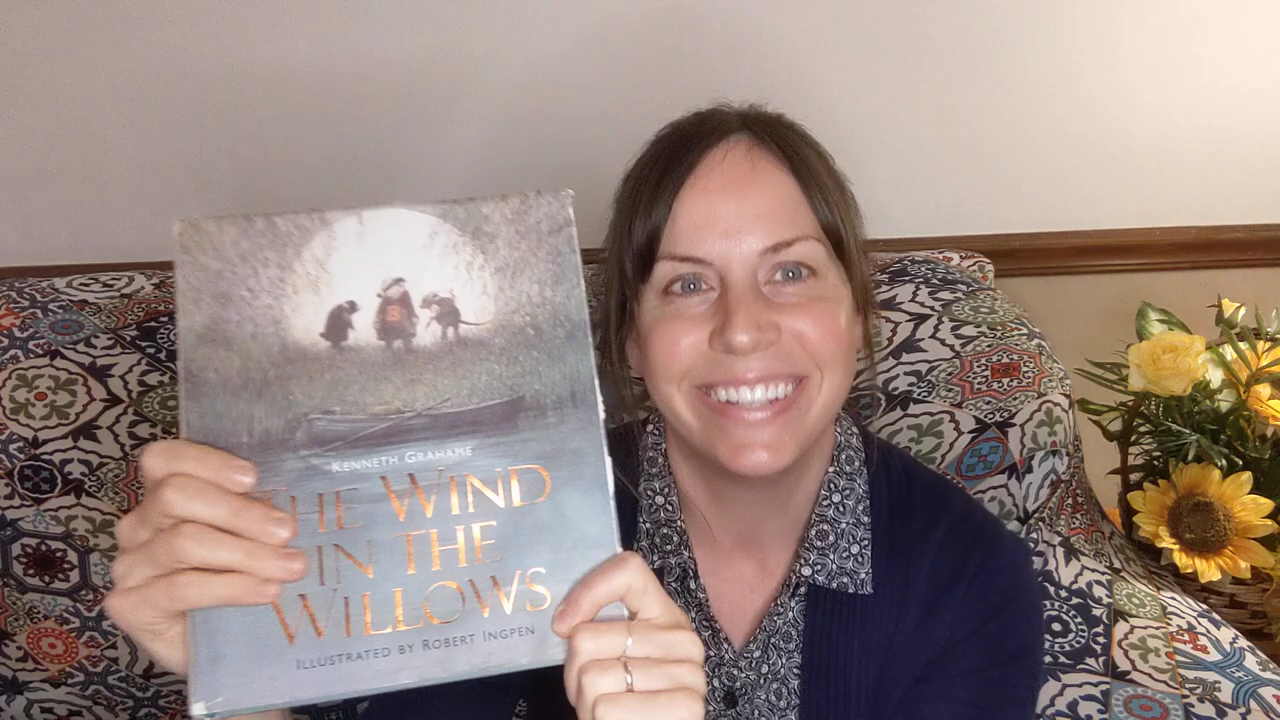 KENNETH GRAHAME
THE WIND
IN THE
WILLOWS
ILLUSTRATED BY ROBERT INGPEN